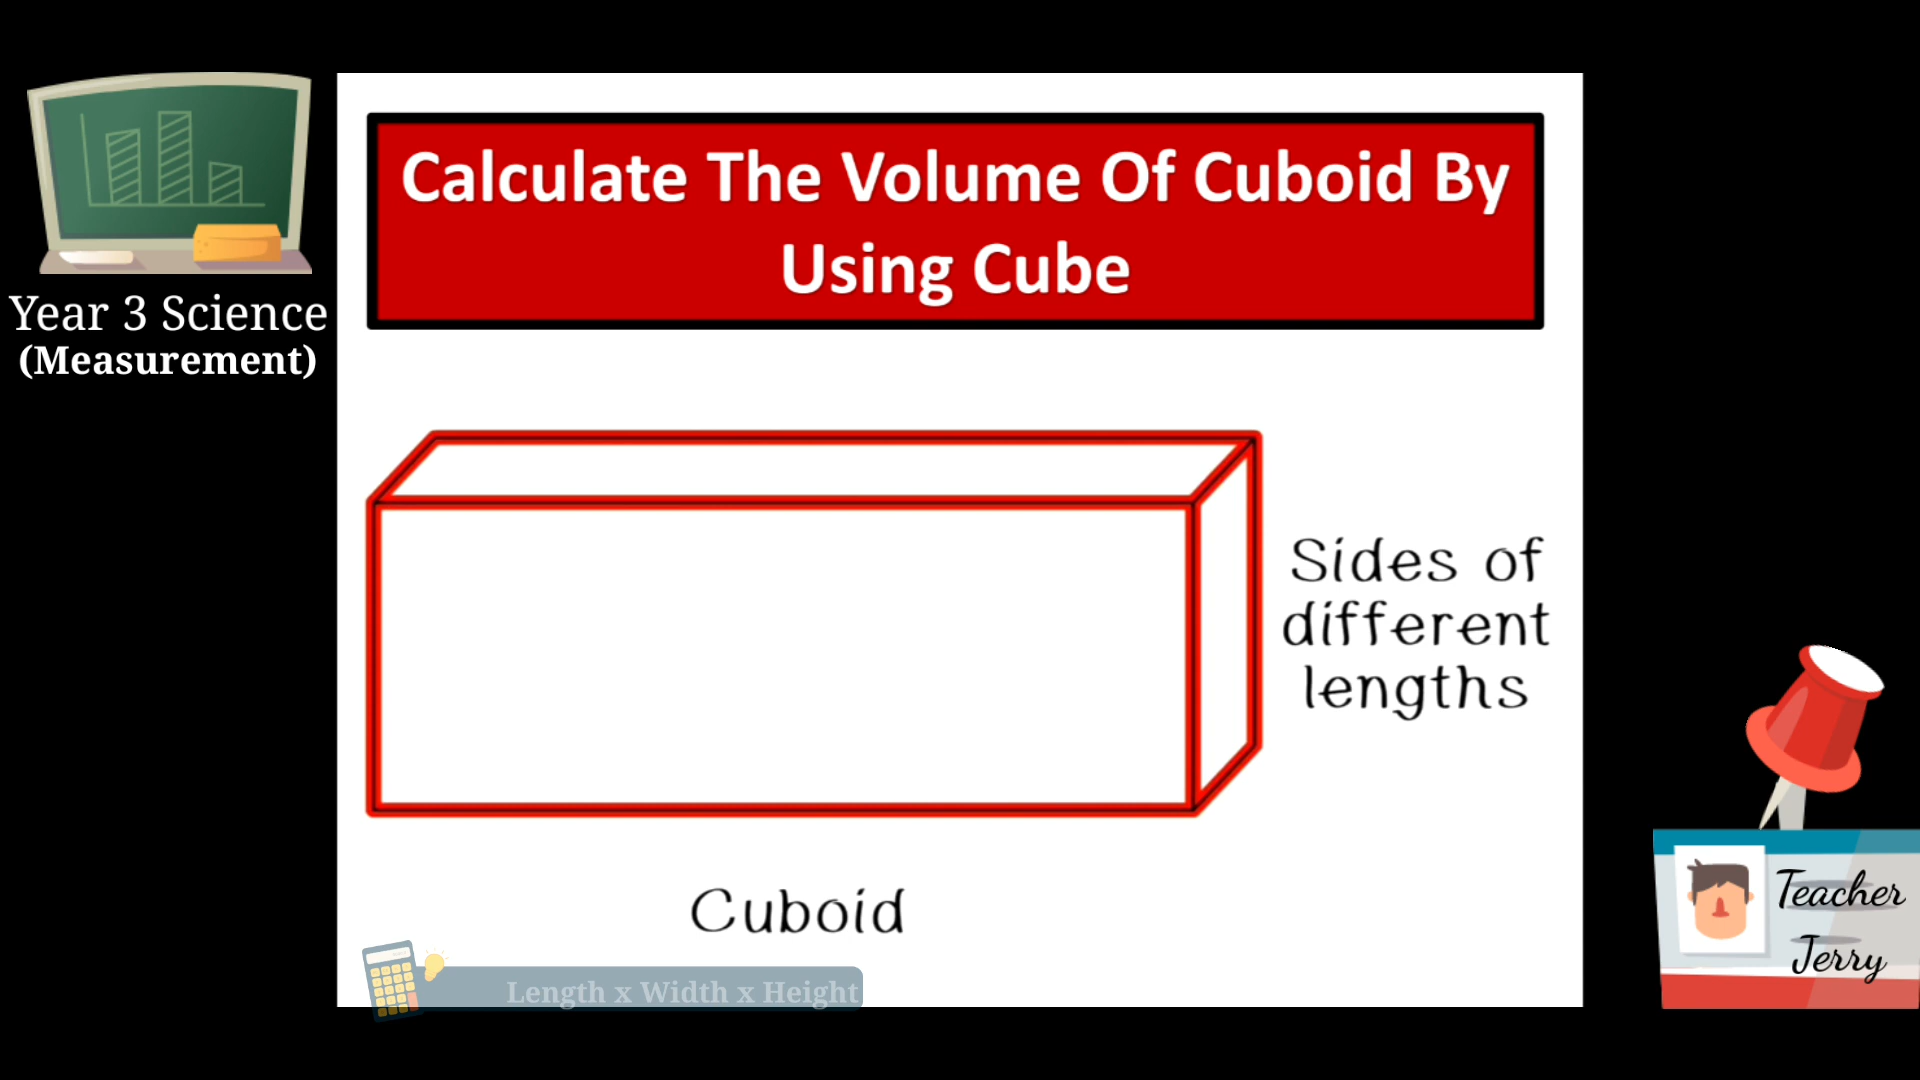 Year 3 Science
(Measurement)
Calculate The Volume Of Cuboid By
Using Cube
Sides of
different
lengths
Cuboid
Length x Width x Height
Teacher
Jerry